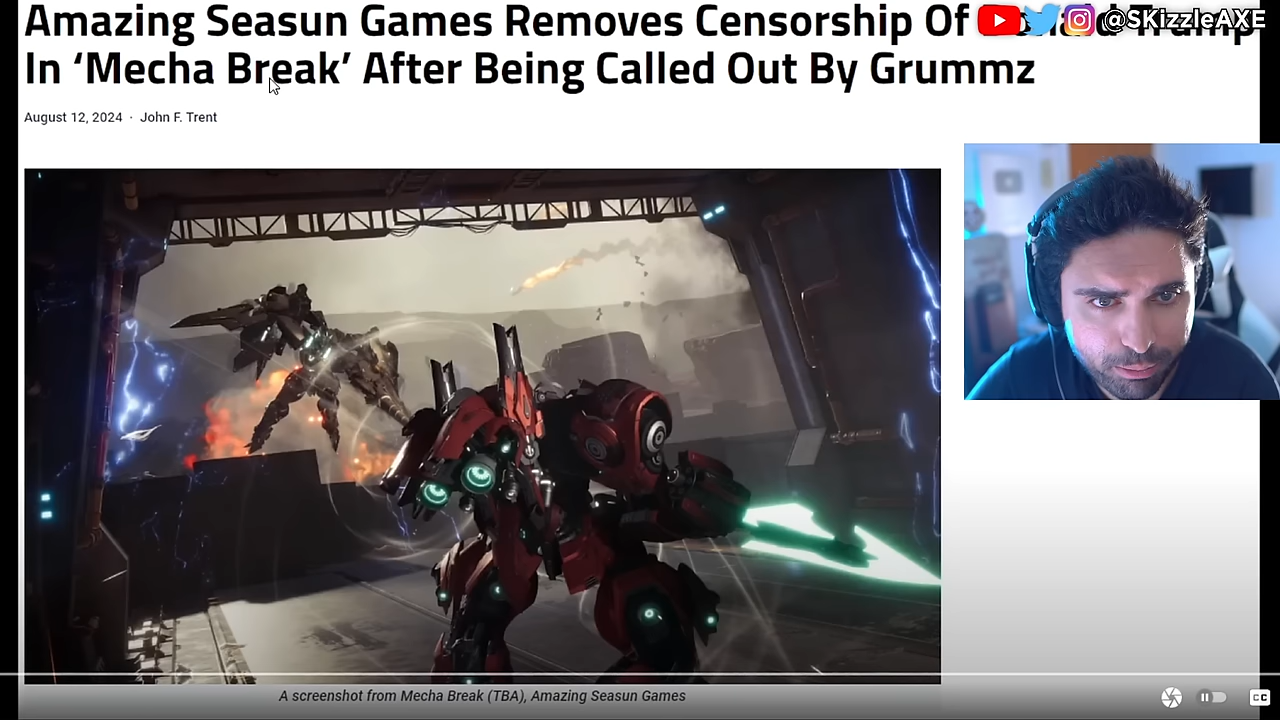 Amazing Seasun Games Removes Censorship Of
@SKizzleAXE
In ‘Mecha Break’ After Being Called Out By Grummz
August 12, 2024 · John F. Trent
A screenshot from Mecha Break (TBA), Amazing Seasun Games
CC